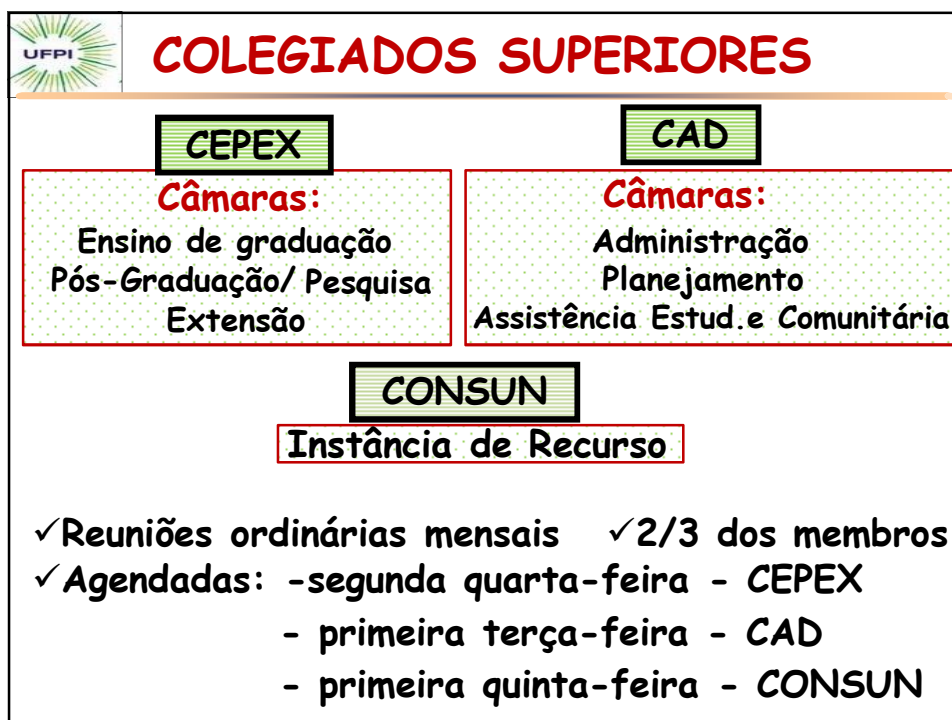 UFPI
COLEGIADOS SUPERIORES
CEPEX
Câmaras:
Ensino de graduação
Pós-Graduação/ Pesquisa
Extensão
CAD
Câmaras:
Administração
Planejamento
Assistência Estud.e Comunitária
CONSUN
Instância de Recurso
✓Reuniões ordinárias mensais ✓2/3 dos membros
✓Agendadas: -segunda quarta-feira - CEPEX
- primeira terça-feira - CAD
- primeira quinta-feira - CONSUN